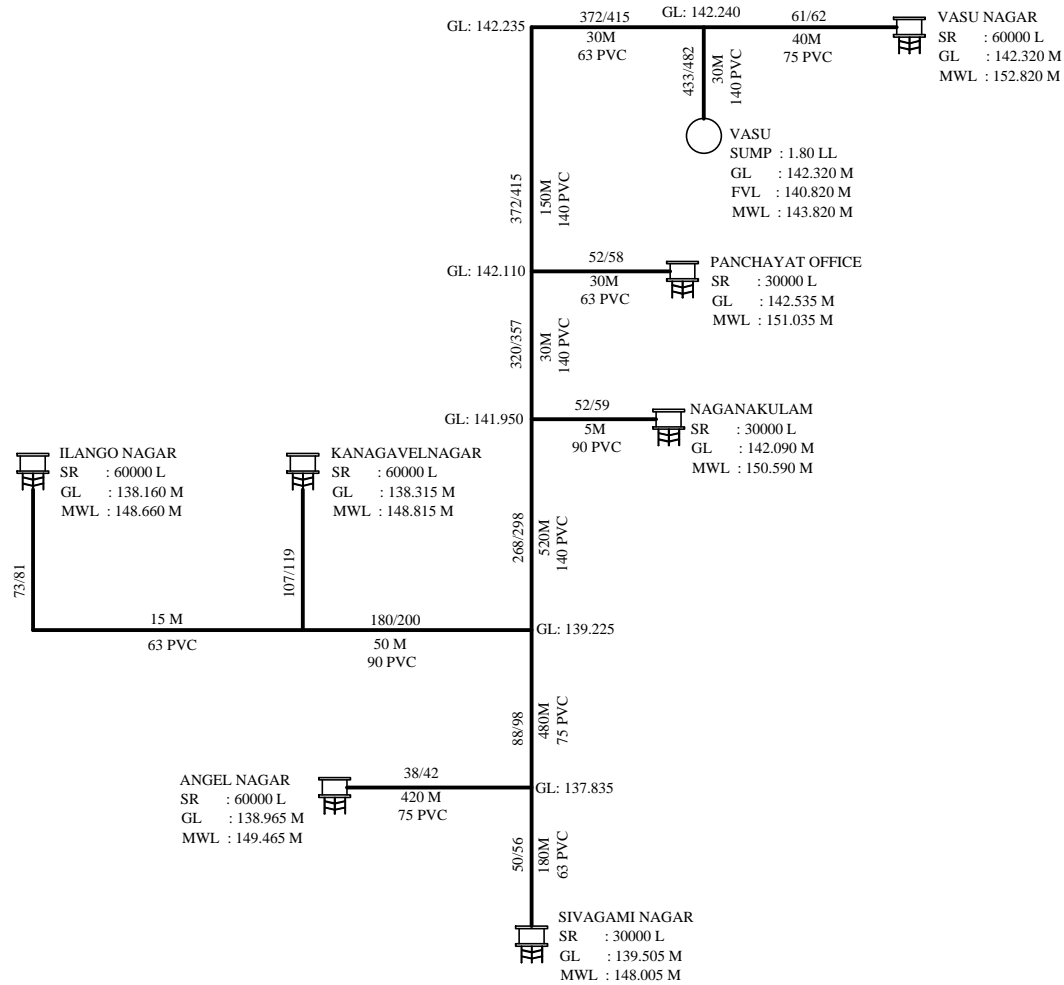 GL: 142.235
372/415
30M
63 PVC
GL: 142.240
61/62
40M
75 PVC
VASU NAGAR
SR : 60000 L
GL : 142.320 M
MWL : 152.820 M
433/482
30M
140 PVC
VASU
SUMP : 1.80 LL
GL : 142.320 M
FVL : 140.820 M
MWL : 143.820 M
372/415
150M
140 PVC
GL: 142.110
52/58
30M
63 PVC
PANCHAYAT OFFICE
SR : 30000 L
GL : 142.535 M
MWL : 151.035 M
320/357
30M
140 PVC
GL: 141.950
52/59
5M
90 PVC
NAGANAKULAM
SR : 30000 L
GL : 142.090 M
MWL : 150.590 M
ILANGO NAGAR
SR : 60000 L
GL : 138.160 M
MWL : 148.660 M
KANAGAVELNAGAR
SR : 60000 L
GL : 138.315 M
MWL : 148.815 M
268/298
520M
140 PVC
73/81
107/119
15 M
63 PVC
180/200
50 M
90 PVC
GL: 139.225
88/98
480M
75 PVC
ANGEL NAGAR
SR : 60000 L
GL : 138.965 M
MWL : 149.465 M
38/42
420 M
75 PVC
GL: 137.835
50/56
180M
63 PVC
SIVAGAMI NAGAR
SR : 30000 L
GL : 139.505 M
MWL : 148.005 M